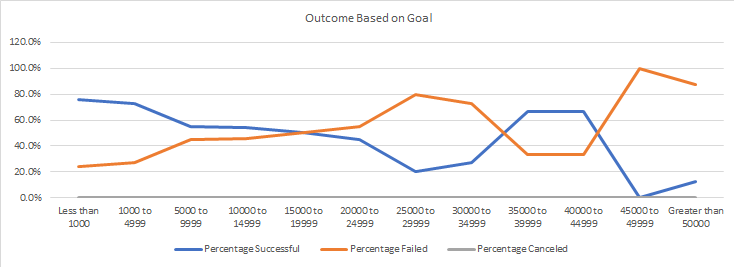 Outcome Based on Goal
120.0%
100.0%
80.0%
60.0%
40.0%
20.0%
0.0%
Less than 1000
1000 to 4999
5000 to 9999
10000 to 14999
15000 to 19999
20000 to 24999
25000 to 29999
30000 to 34999
35000 to 39999
40000 to 44999
45000 to 49999
Greater than 50000
Percentage Successful
Percentage Failed
Percentage Canceled